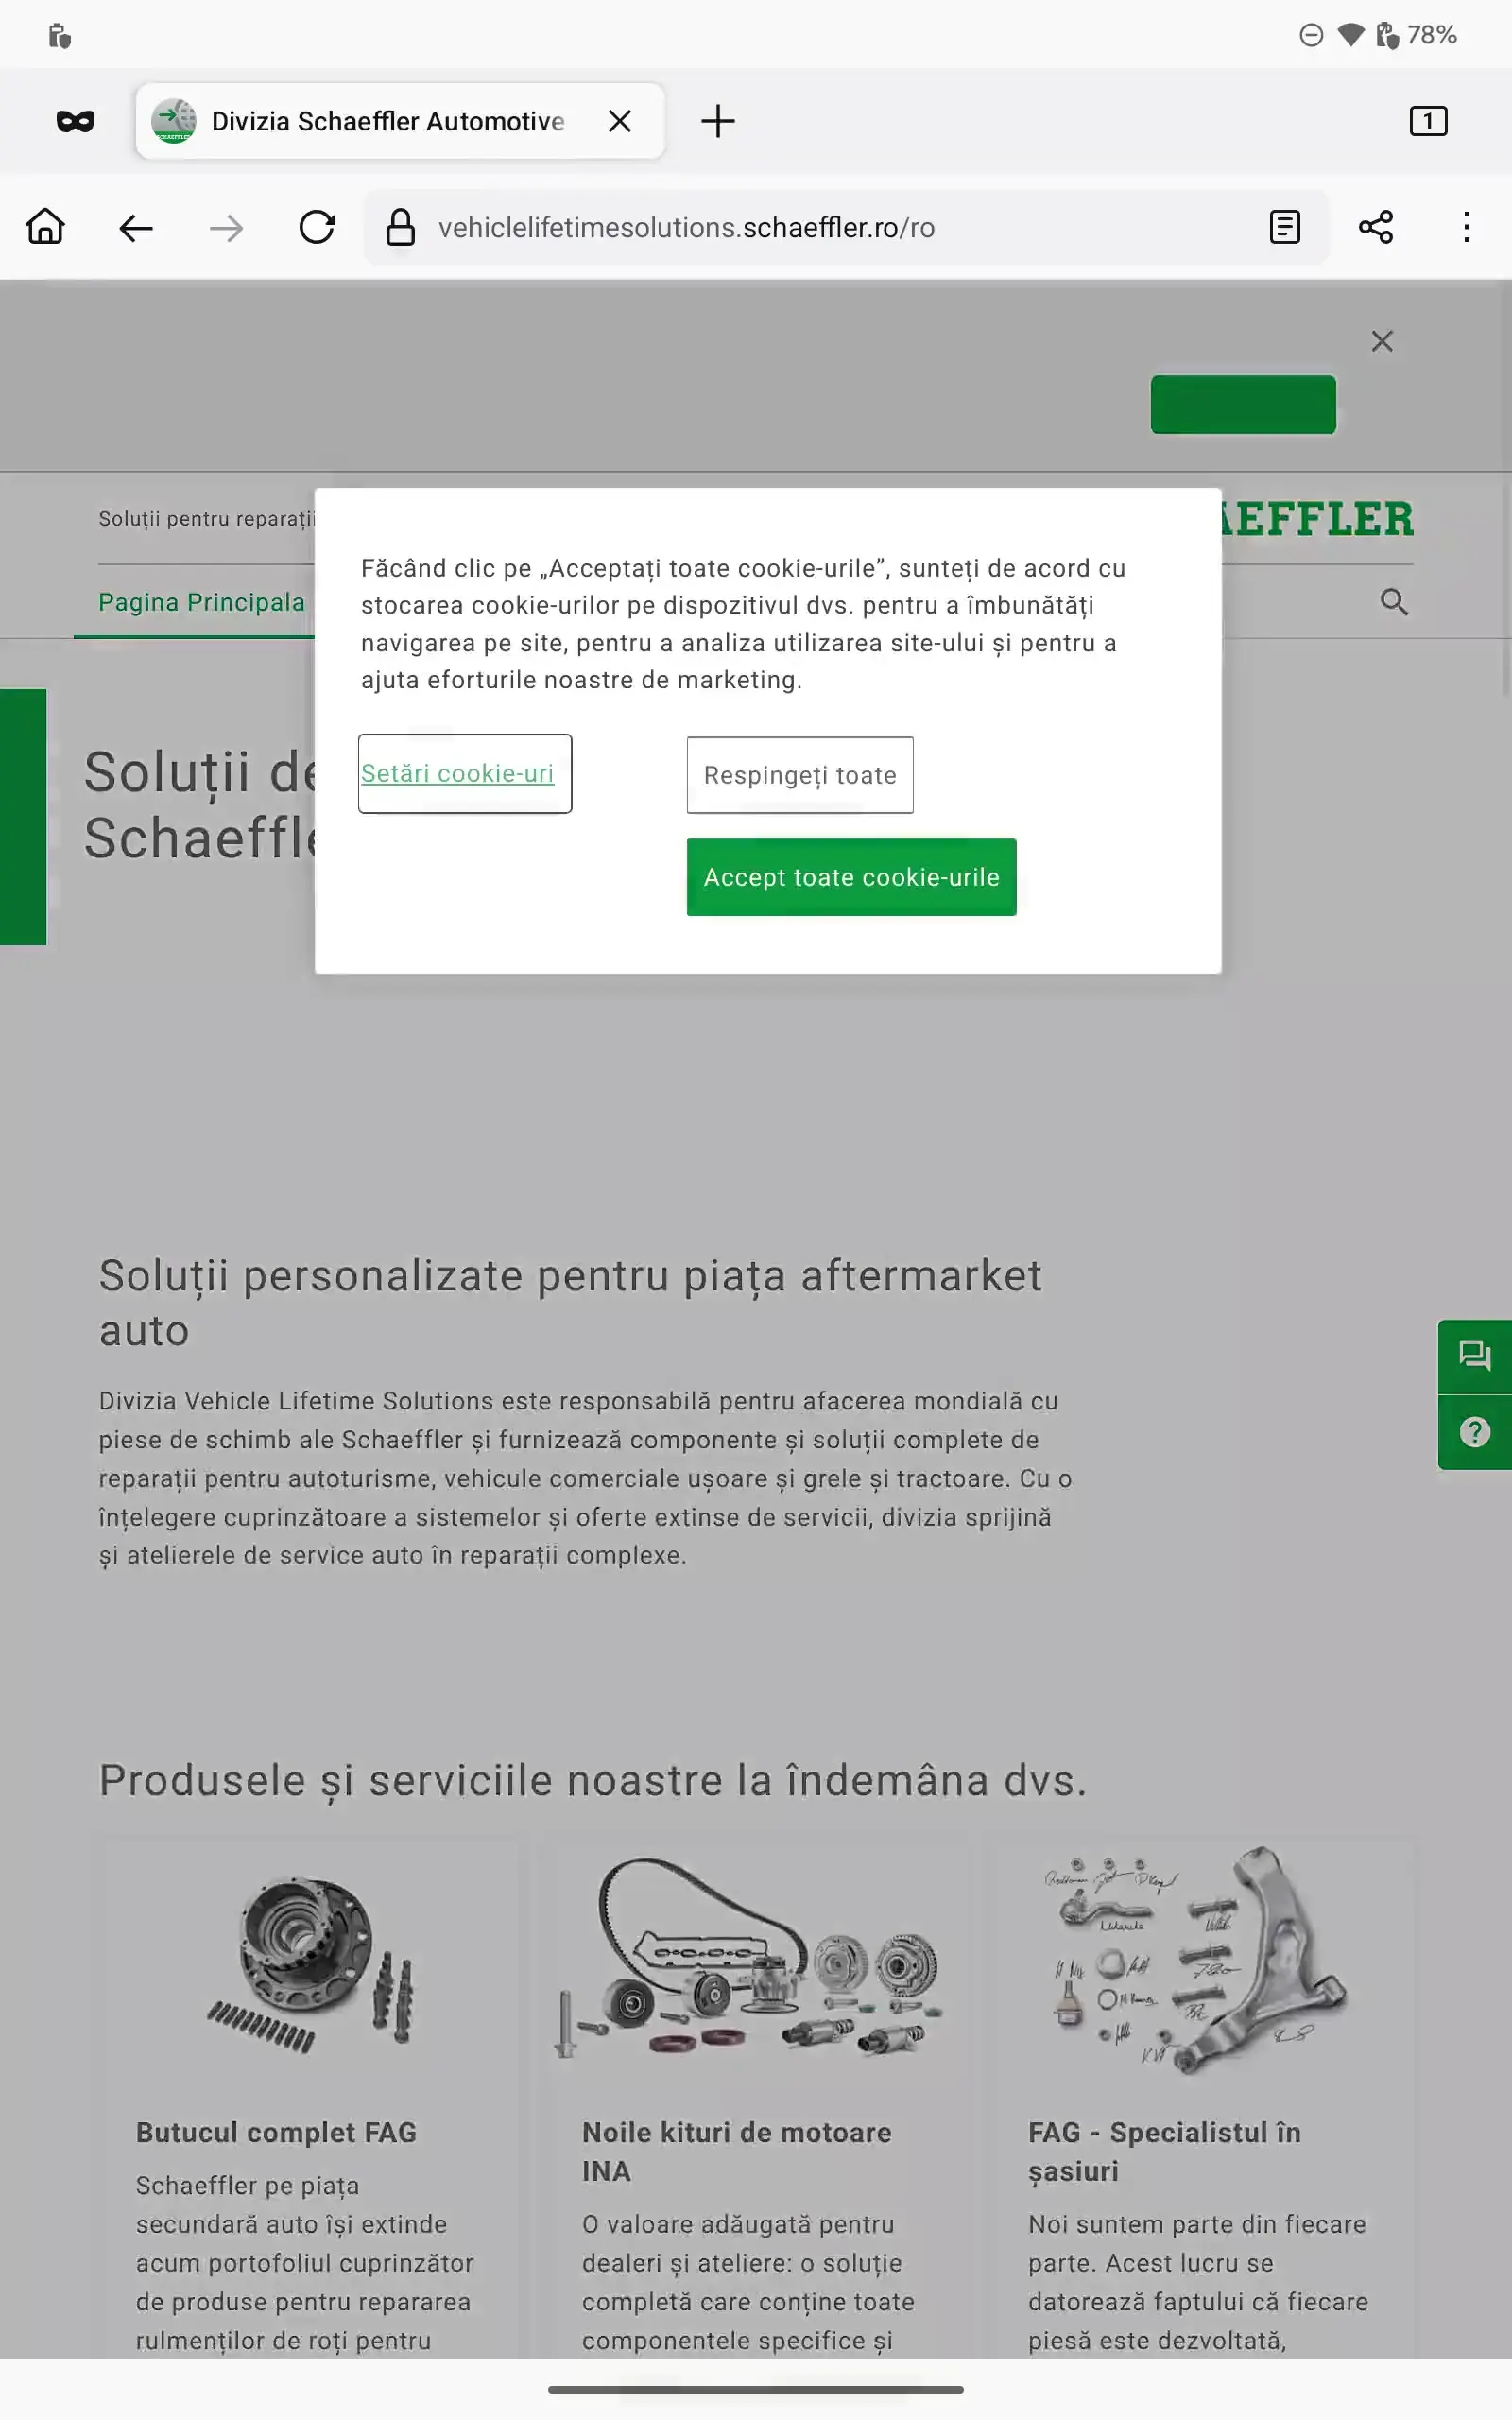 78%
Divizia Schaeffler Automotive
1
vehiclelifetimesolutions.schaeffler.ro/ro
Soluții pentru reparații
AEFFLER
Pagina Principala
Făcând clic pe „Acceptați toate cookie-urile”, sunteți de acord cu
stocarea cookie-urilor pe dispozitivul dvs. pentru a îmbunătăți
navigarea pe site, pentru a analiza utilizarea site-ului și pentru a
ajuta eforturile noastre de marketing.
Setări cookie-uri
Respingeți toate
Accept toate cookie-urile
Soluții de
Schaeffle
Soluții personalizate pentru piața aftermarket
auto
Divizia Vehicle Lifetime Solutions este responsabilă pentru afacerea mondială cu
piese de schimb ale Schaeffler și furnizează componente și soluții complete de
reparații pentru autoturisme, vehicule comerciale ușoare și grele și tractoare. Cu o
înțelegere cuprinzătoare a sistemelor și oferte extinse de servicii, divizia sprijină
și atelierele de service auto în reparații complexe.
Produsele și serviciile noastre la îndemâna dvs.
Butucul complet FAG
Schaeffler pe piața
secundară auto își extinde
acum portofoliul cuprinzător
de produse pentru repararea
rulmenților de roți pentru
Noile kituri de motoare
INA
O valoare adăugată pentru
dealeri și ateliere: o soluție
completă care conține toate
componentele specifice și
FAG - Specialistul în
șasiuri
Noi suntem parte din fiecare
parte. Acest lucru se
datorează faptului că fiecare
piesă este dezvoltată,